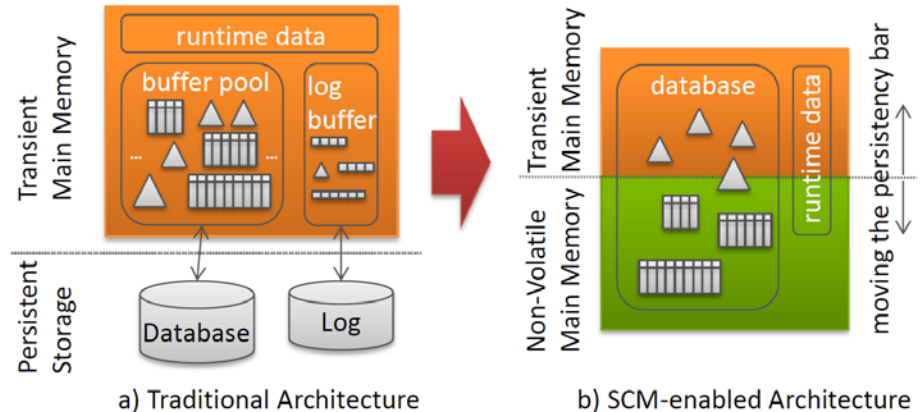 runtime data
buffer pool
log
buffer
...
...
Transient
Main Memory
Persistent
Storage
Database
Log
a) Traditional Architecture
database
runtime data
Transient
Main Memory
Non-Volatile
Main Memory
moving the persistency bar
b) SCM-enabled Architecture